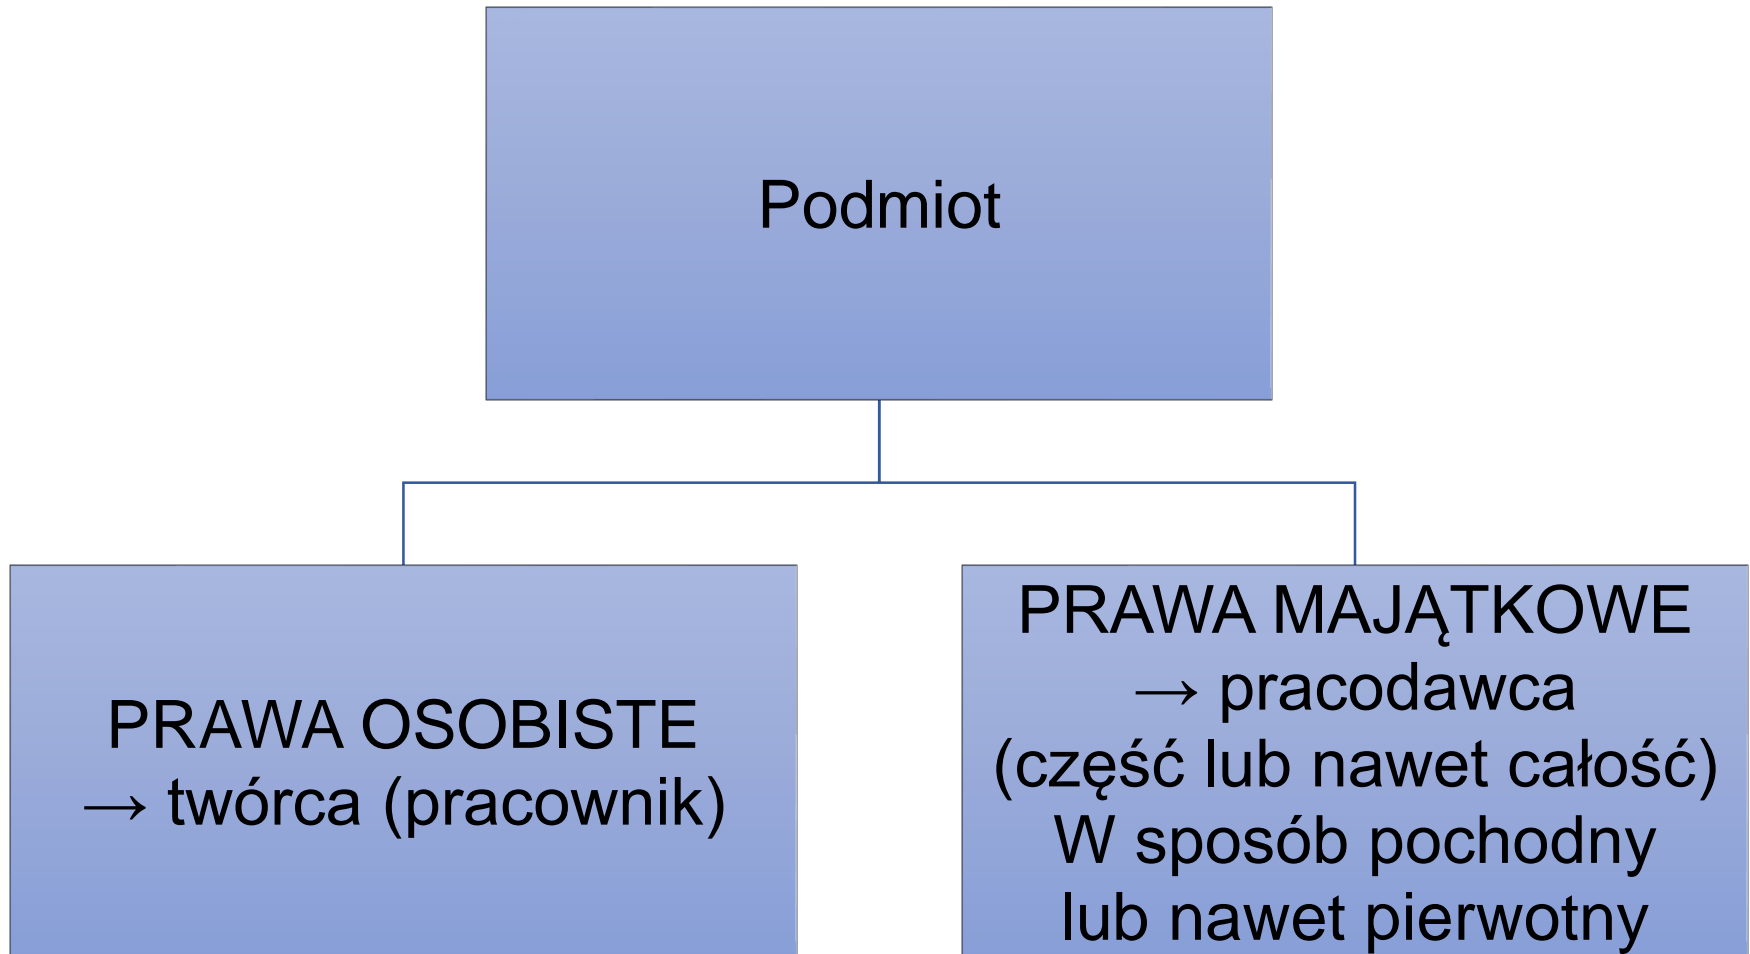 Podmiot
PRAWA OSOBISTE
→ twórca (pracownik)
PRAWA MAJĄTKOWE
→ pracodawca
(część lub nawet całość)
W sposób pochodny
lub nawet pierwotny